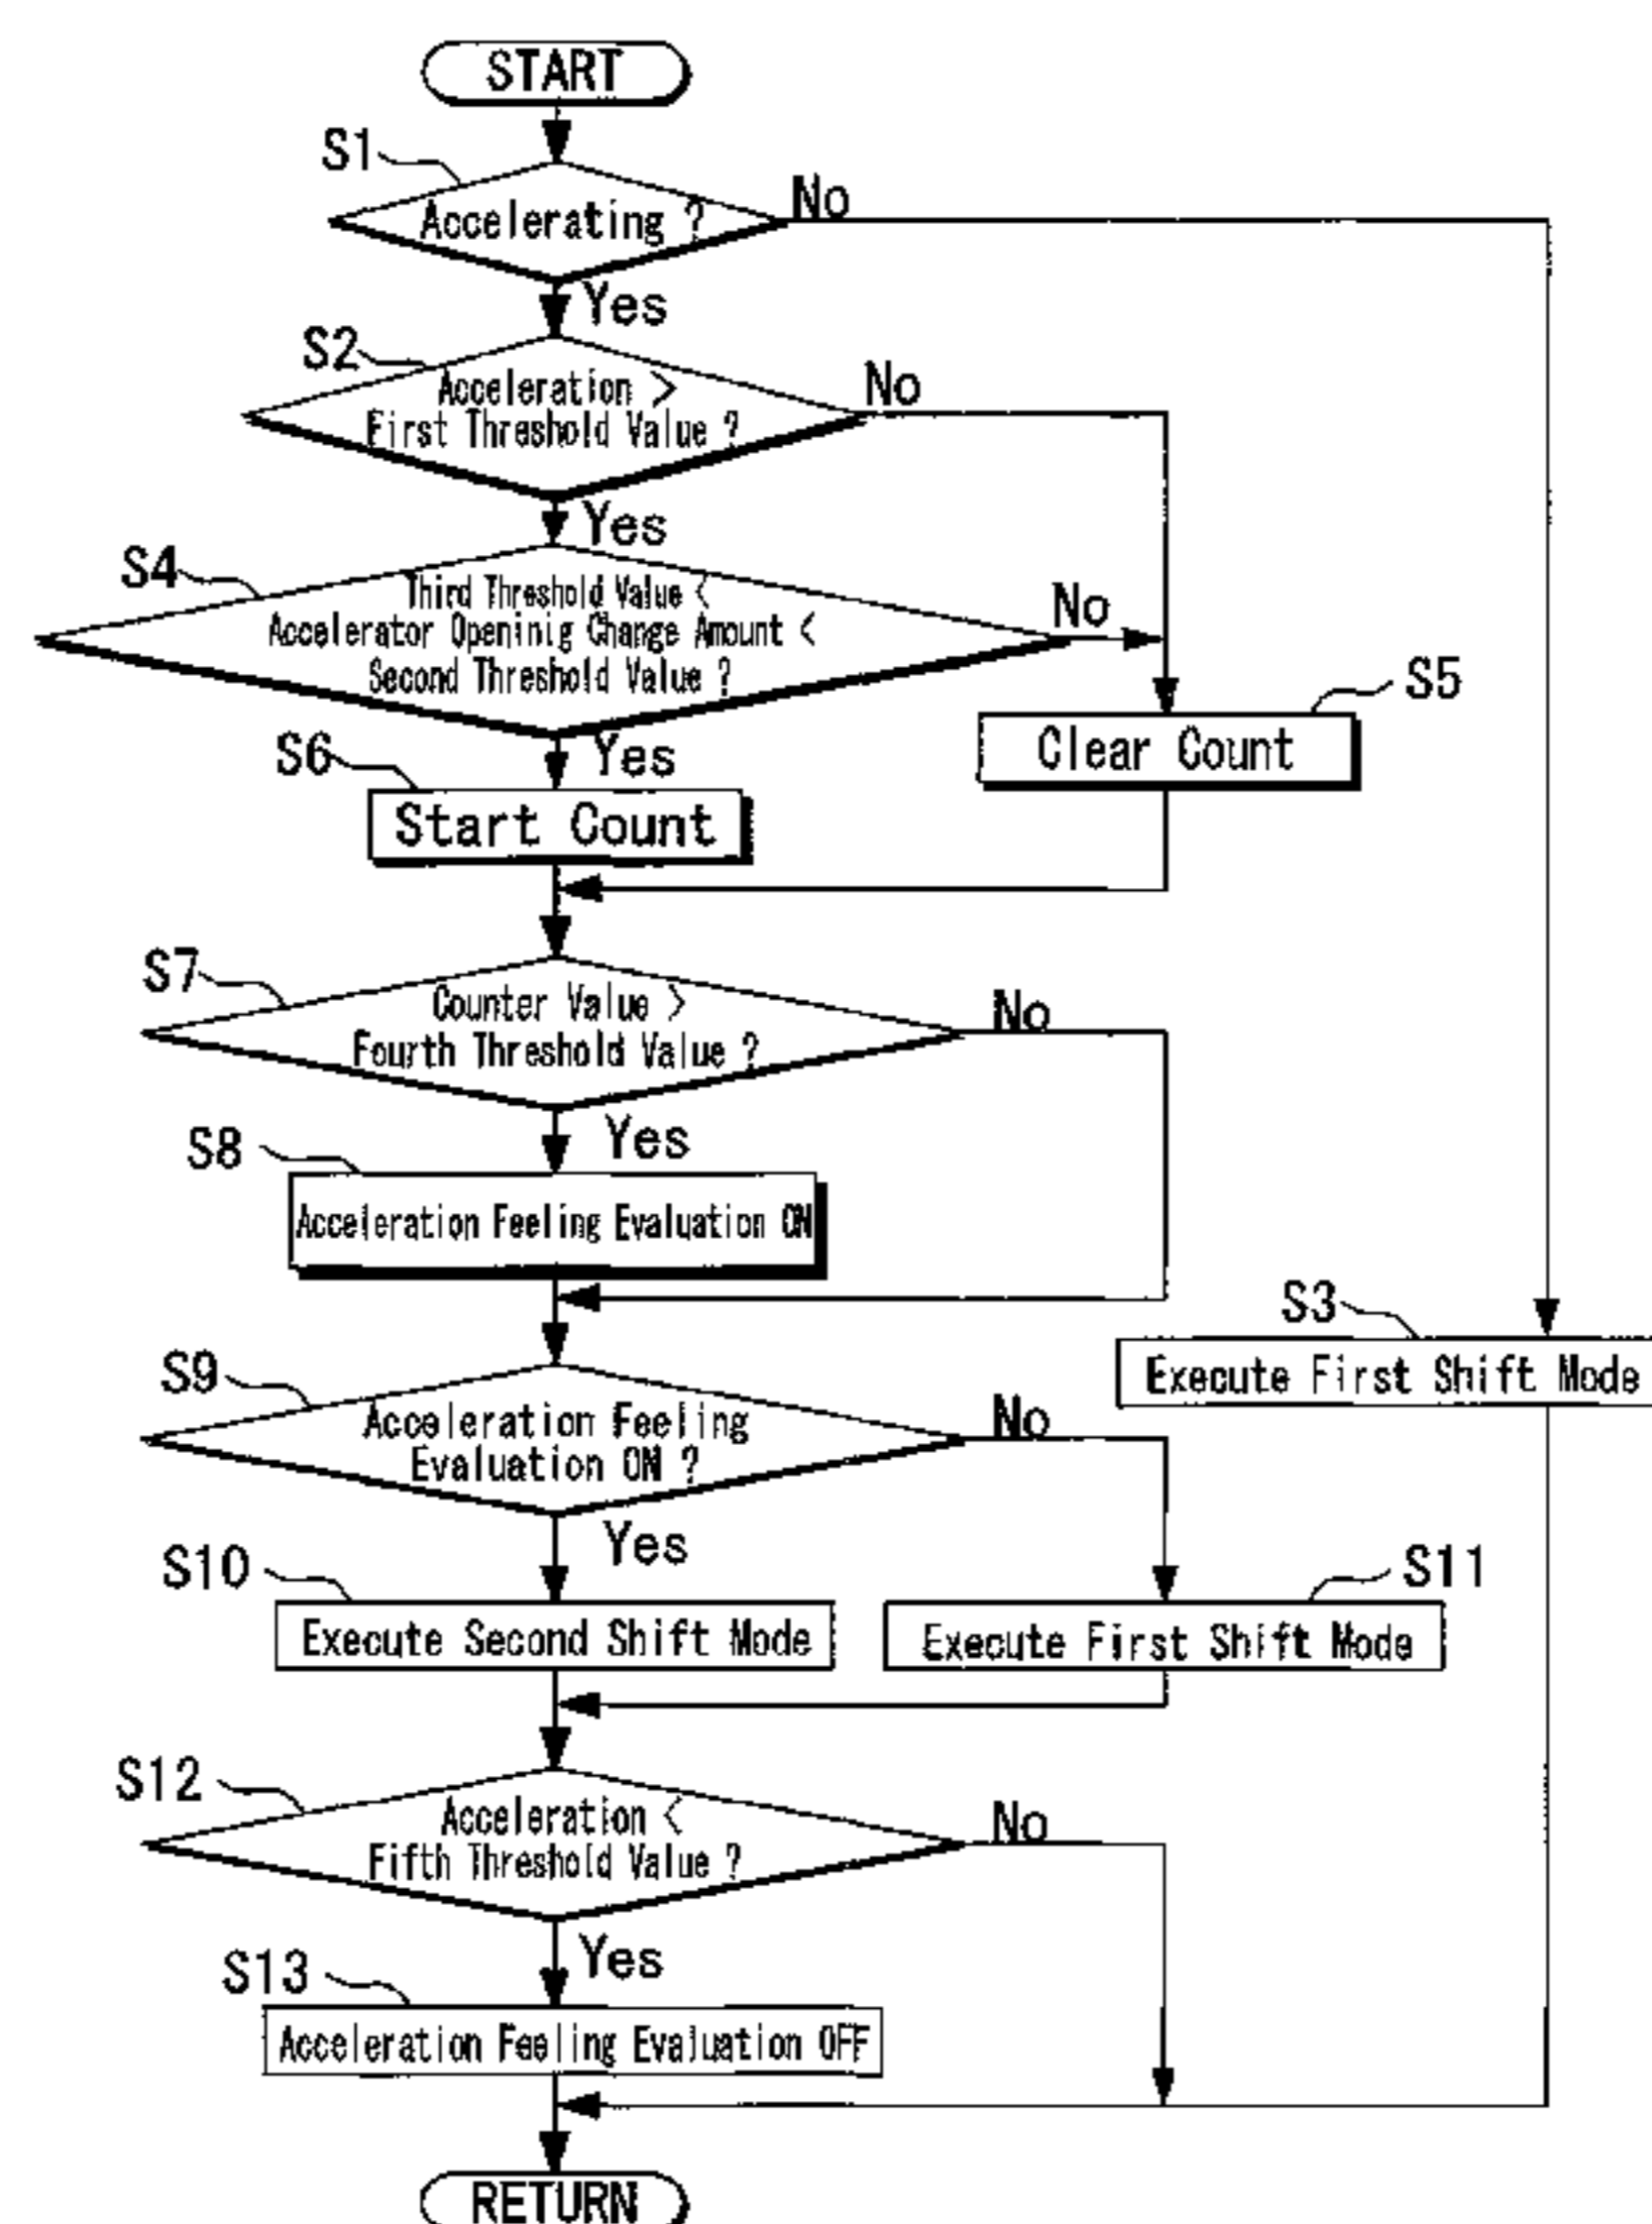 START
S1
Accelerating ?
No
Yes
S2
Acceleration >
First Threshold Value ?
No
Yes
S4
Third Threshold Value <
Accelerator Openinig Change Amount <
Second Threshold Value ?
No
Yes
S5
Clear Count
S6
Start Count
S7
Counter Value >
Fourth Threshold Value ?
No
Yes
S8
Acceleration Feeling Evaluation ON
S3
Execute First Shift Mode
S9
Acceleration Feeling
Evaluation ON ?
No
Yes
S10
Execute Second Shift Mode
S11
Execute First Shift Mode
S12
Acceleration <
Fifth Threshold Value ?
No
Yes
S13
Acceleration Feeling Evaluation OFF
RETURN